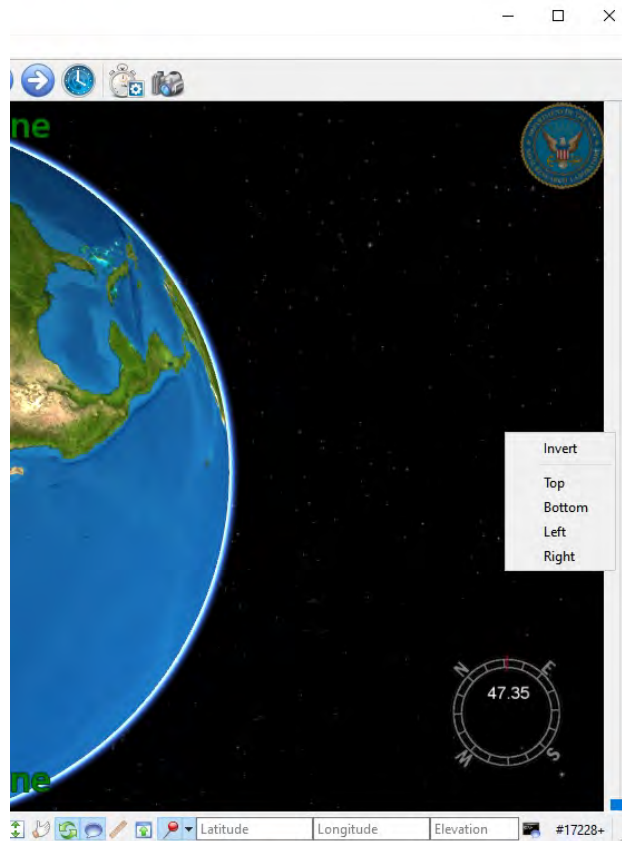 ne
Invert
Top
Bottom
Left
Right
N
E
47.35
W
S
ne
Latitude
Longitude
Elevation
#17228+